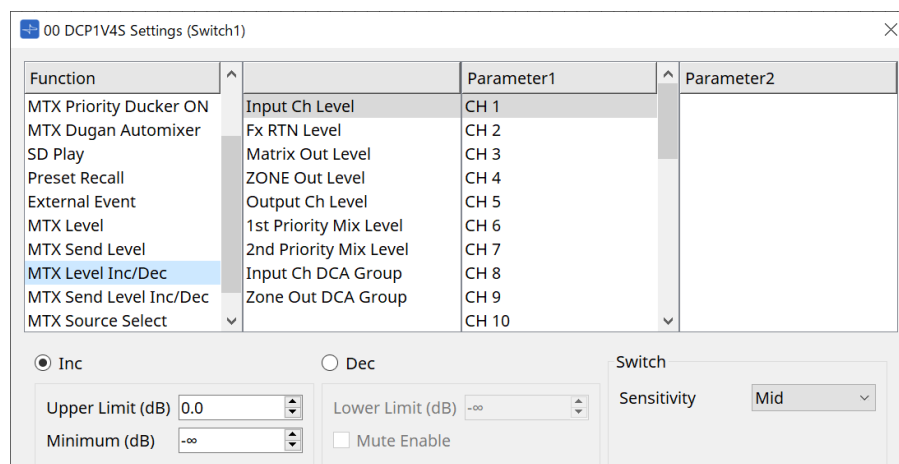 00 DCP1V4S Settings (Switch1)
Function Parameter1 Parameter2
MTX Priority Ducker ON Input Ch Level CH 1
MTX Dugan Automixer Fx RTN Level CH 2
SD Play Matrix Out Level CH 3
Preset Recall ZONE Out Level CH 4
External Event Output Ch Level CH 5
MTX Level 1st Priority Mix Level CH 6
MTX Send Level 2nd Priority Mix Level CH 7
MTX Level Inc/Dec Input Ch DCA Group CH 8
MTX Send Level Inc/Dec Zone Out DCA Group CH 9
MTX Source Select CH 10
Inc Dec Switch
Upper Limit (dB) 0.0 Lower Limit (dB) -∞ Sensitivity Mid
Minimum (dB) -∞ Mute Enable